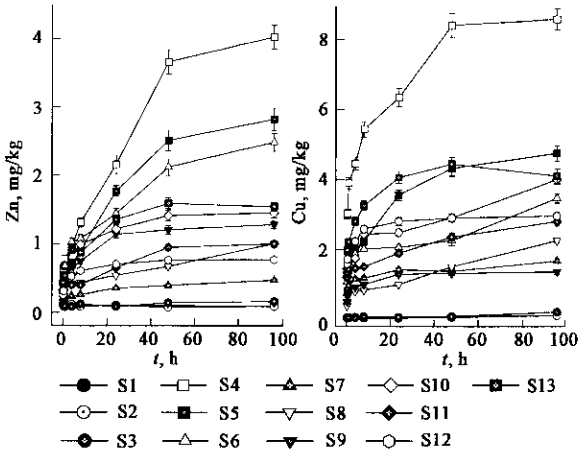 Zn, mg/kg
4
3
2
1
0
0 20 40 60 80 100
t, h
Cu, mg/kg
8
6
4
2
0
0 20 40 60 80 100
t, h
S1 S4 S7 S10 S13
S2 S5 S8 S11
S3 S6 S9 S12